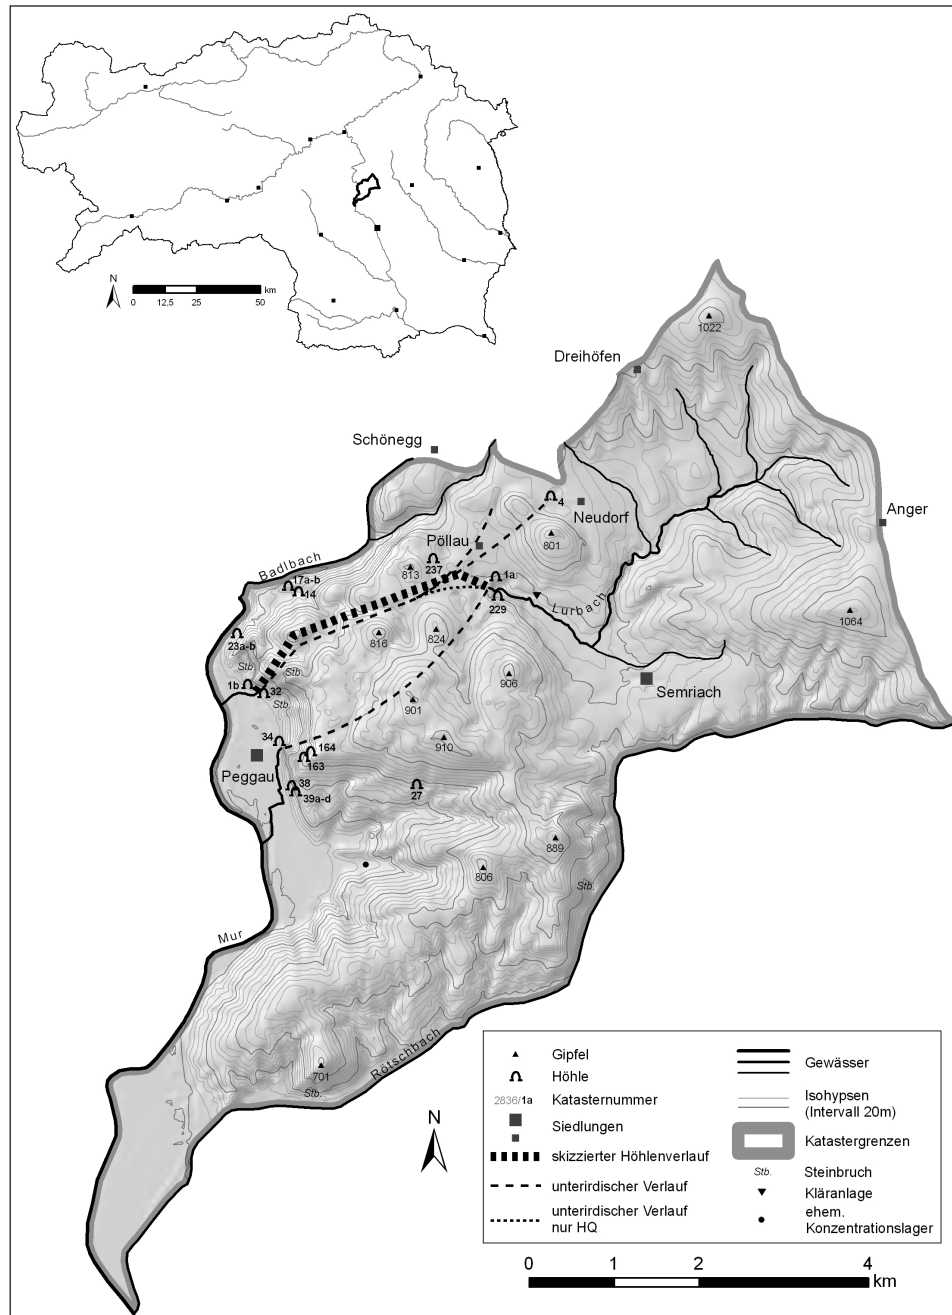 N
km
0 12,5 25 50
1022
Dreihöfen
Schönegg
4
Neudorf
Anger
Pöllau
801
Badlbach
237
813
1a
17a-b
14
229
Lurbach
1064
23a-b
816
824
Stb.
Stb.
906
1b
32
Semriach
Stb.
901
34
164
910
163
Peggau
38
27
39a-d
889
806
Stb.
Mur
Rötschbach
701
Stb.
N
Gipfel
Höhle
2836/1a Katasternummer
Siedlungen
skizzierter Höhlenverlauf
unterirdischer Verlauf
unterirdischer Verlauf
nur HQ
Gewässer
Isohypsen
(Intervall 20m)
Katastergrenzen
Stb. Steinbruch
Kläranlage
ehem.
Konzentrationslager
0 1 2 4
km